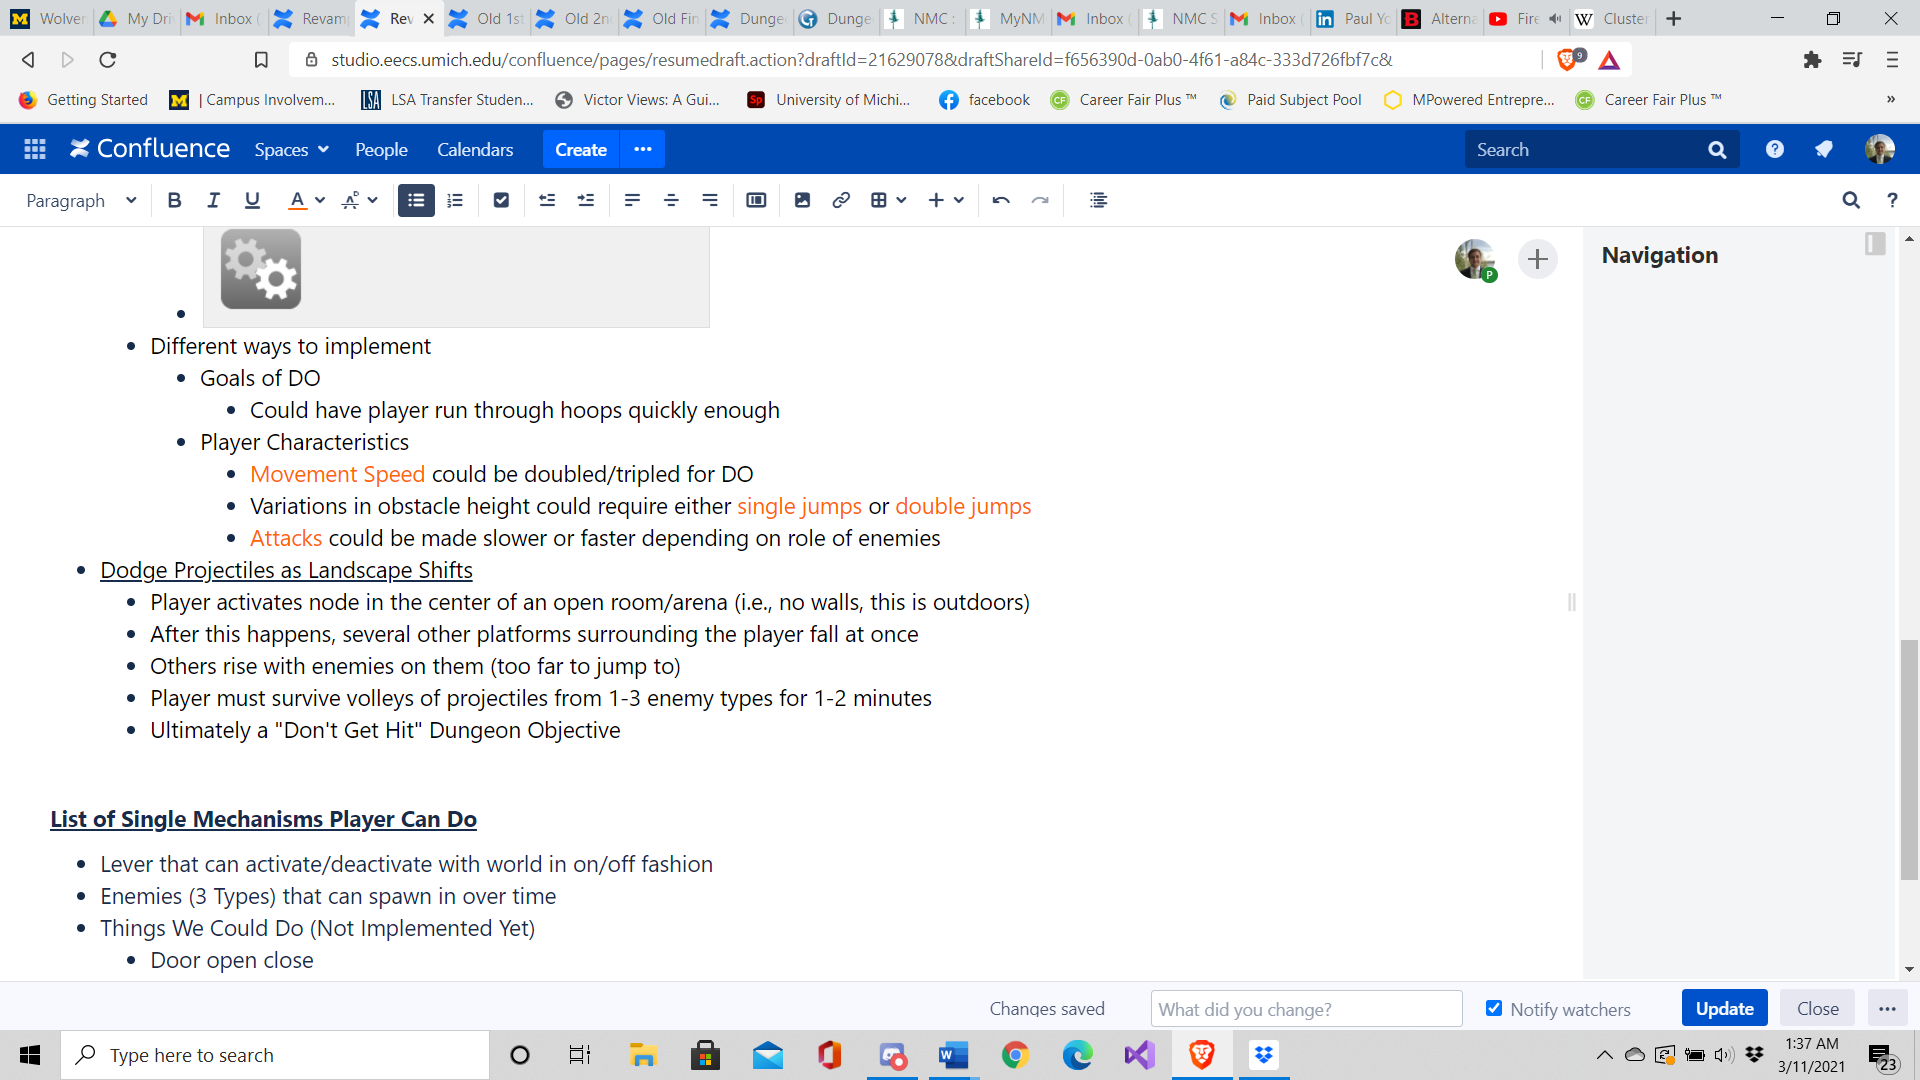 Wolver
My Dri
Inbox (
Revam
Rev
Old 1s
Old 2n
Old Fin
Dunge
Dunge
NMC :
MyNM
Inbox (
NMC S
Inbox (
Paul Yo
Alterna
Fire
Cluster
studio.eecs.umich.edu/confluence/pages/resumedraft.action?draftId=21629078&draftShareId=f656390d-0ab0-4f61-a84c-333d726fbf7c&
9
Getting Started
| Campus Involvem...
LSA Transfer Studen...
Victor Views: A Gui...
University of Michi...
facebook
Career Fair Plus ™
Paid Subject Pool
MPowered Entrepre...
Career Fair Plus ™
»
Confluence
Spaces
People
Calendars
Create
Search
Paragraph
B I U A
Navigation
P
Different ways to implement
Goals of DO
Could have player run through hoops quickly enough
Player Characteristics
Movement Speed could be doubled/tripled for DO
Variations in obstacle height could require either single jumps or double jumps
Attacks could be made slower or faster depending on role of enemies
Dodge Projectiles as Landscape Shifts
Player activates node in the center of an open room/arena (i.e., no walls, this is outdoors)
After this happens, several other platforms surrounding the player fall at once
Others rise with enemies on them (too far to jump to)
Player must survive volleys of projectiles from 1-3 enemy types for 1-2 minutes
Ultimately a "Don't Get Hit" Dungeon Objective
List of Single Mechanisms Player Can Do
Lever that can activate/deactivate with world in on/off fashion
Enemies (3 Types) that can spawn in over time
Things We Could Do (Not Implemented Yet)
Door open close
Changes saved
What did you change?
Notify watchers
Update
Close
Type here to search
1:37 AM
3/11/2021
23